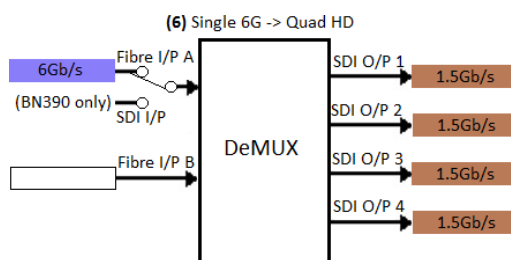 (6) Single 6G -> Quad HD
Fibre I/P A
6Gb/s
(BN390 only)
SDI I/P
Fibre I/P B
DeMUX
SDI O/P 1
1.5Gb/s
SDI O/P 2
1.5Gb/s
SDI O/P 3
1.5Gb/s
SDI O/P 4
1.5Gb/s